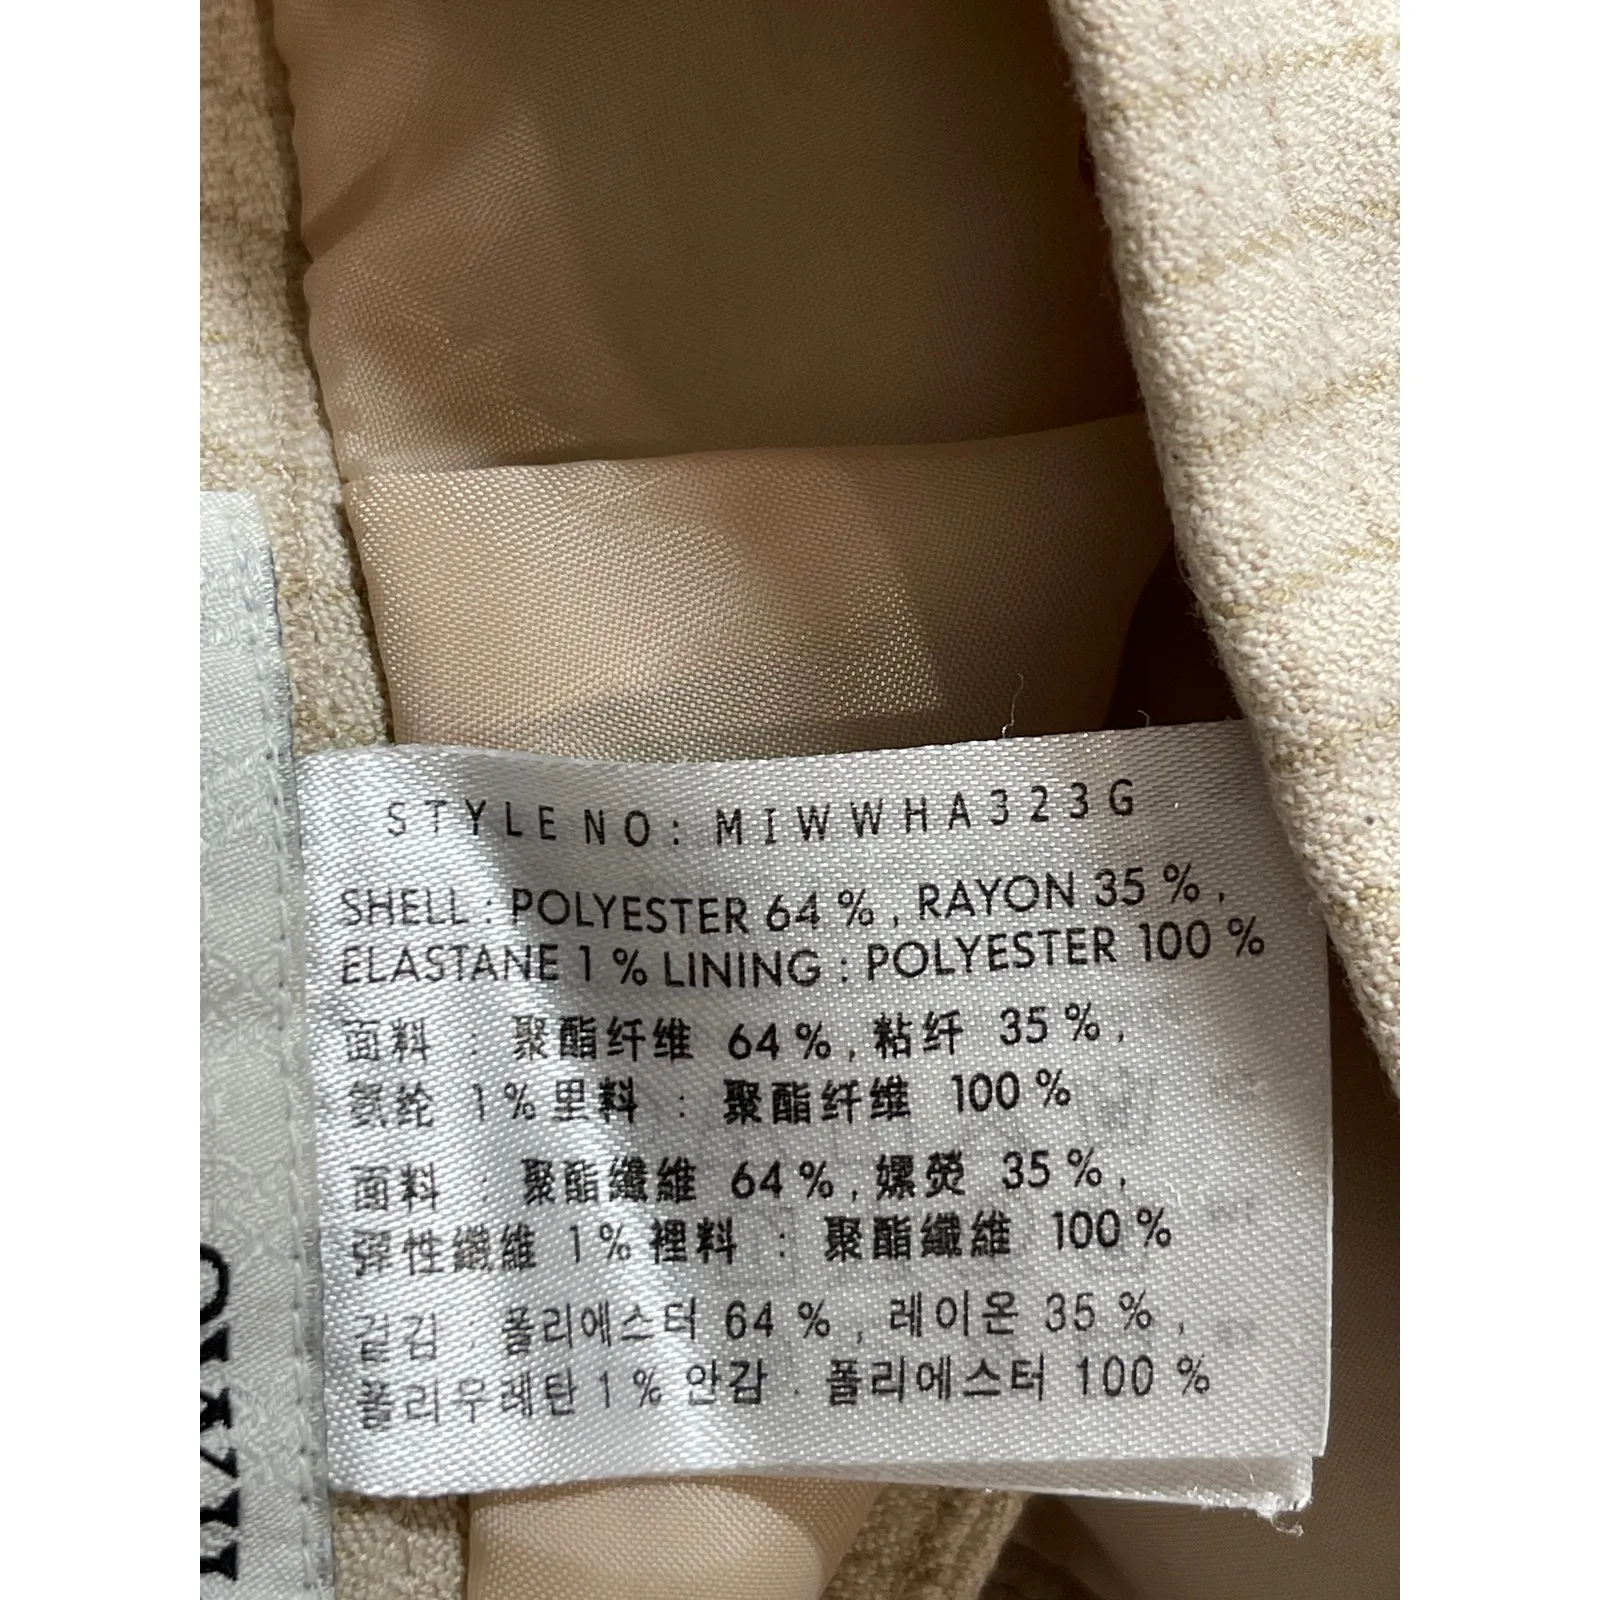 STYLE NO: MIWWHA323G
SHELL : POLYESTER 64 % , RAYON 35 % ,
ELASTANE 1 % LINING : POLYESTER 100 %
面料 : 聚酯纤维 64 % , 粘纤 35 % ,
氨纶 1 % 里料 : 聚酯纤维 100 %
面料 : 聚酯纖維 64 % , 嫘熒 35 % ,
彈性纖維 1 % 裡料 : 聚酯纖維 100 %
겉감 . 폴리에스터 64 % , 레이온 35 % ,
폴리우레탄 1 % 안감 . 폴리에스터 100 %